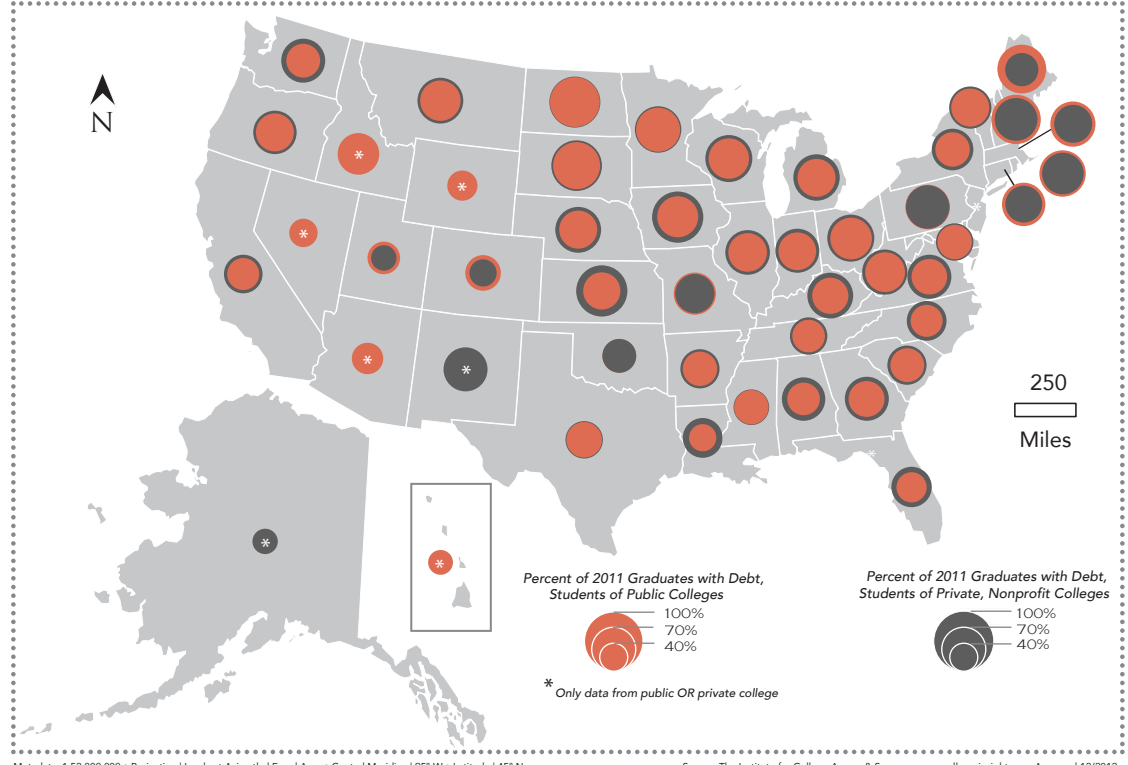 N
*
*
*
*
*
*
*
*
*
*
250
Miles
Percent of 2011 Graduates with Debt,
Students of Public Colleges
100%
70%
40%
Percent of 2011 Graduates with Debt,
Students of Private, Nonprofit Colleges
100%
70%
40%
* Only data from public OR private college